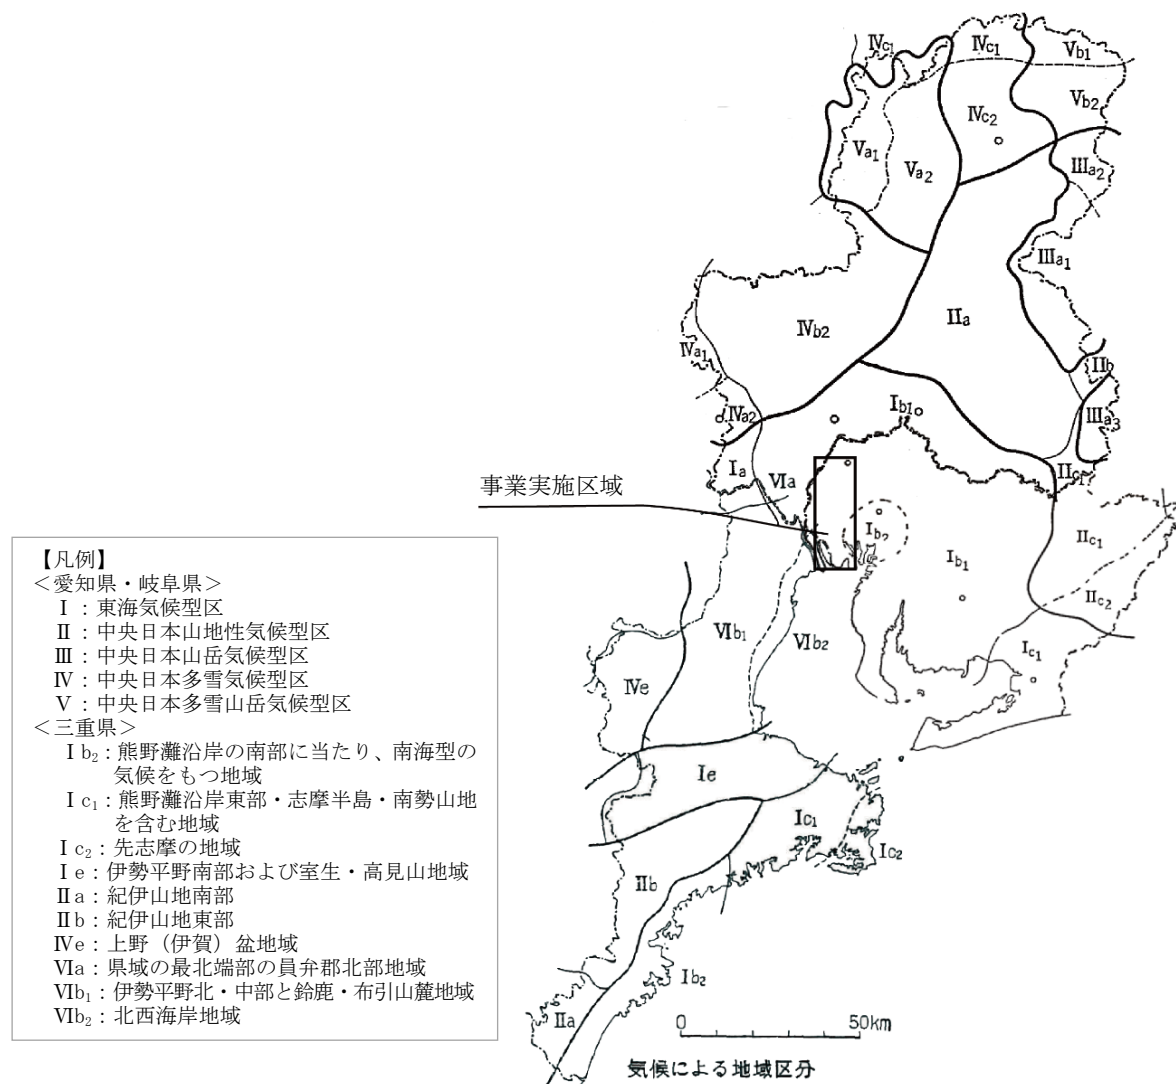 Ⅳc1
Ⅳc1
Ⅴb1
Ⅴb2
Ⅳc2
Ⅴa1
Ⅴa2
Ⅲa2
Ⅲa1
Ⅱa
Ⅳb2
Ⅳa1
Ⅱb
Ⅰb1
Ⅳa2
Ⅲa3
Ⅰa
Ⅵa
Ⅱc1
事業実施区域
Ⅰb2
Ⅱc1
Ⅰb1
Ⅱc2
Ⅵb1
Ⅵb2
Ⅰc1
Ⅳe
Ⅰe
Ⅰc1
Ⅰc2
Ⅱb
Ⅰb2
Ⅱa
【凡例】
<愛知県・岐阜県>
Ⅰ:東海気候型区
Ⅱ:中央日本山地性気候型区
Ⅲ:中央日本山岳気候型区
Ⅳ:中央日本多雪気候型区
Ⅴ:中央日本多雪山岳気候型区
<三重県>
Ⅰb₂:熊野灘沿岸の南部に当たり、南海型の
気候をもつ地域
Ⅰc₁:熊野灘沿岸東部・志摩半島・南勢山地
を含む地域
Ⅰc₂:先志摩の地域
Ⅰe:伊勢平野南部および室生・高見山地域
Ⅱa:紀伊山地南部
Ⅱb:紀伊山地東部
Ⅳe:上野(伊賀)盆地域
Ⅵa:県域の最北端部の員弁郡北部地域
Ⅵb₁:伊勢平野北・中部と鈴鹿・布引山麓地域
Ⅵb₂:北西海岸地域
0 50km
気候による地域区分